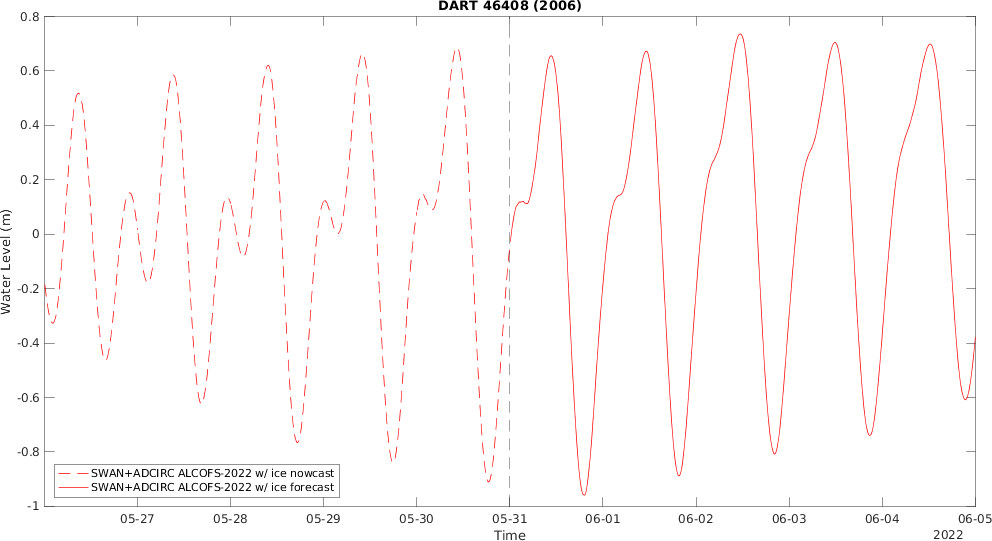 DART 46408 (2006)
0.8
0.6
0.4
0.2
0
-0.2
-0.4
-0.6
-0.8
-1
Water Level (m)
SWAN+ADCIRC ALCOFS-2022 w/ ice nowcast
SWAN+ADCIRC ALCOFS-2022 w/ ice forecast
05-27 05-28 05-29 05-30 05-31 06-01 06-02 06-03 06-04 06-05
Time
2022